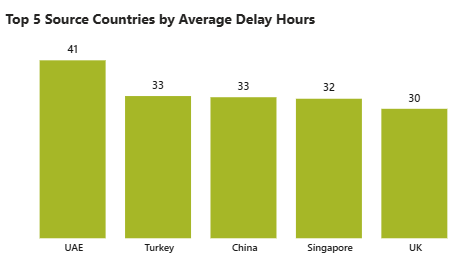 Top 5 Source Countries by Average Delay Hours
41
33
33
32
30
UAE
Turkey
China
Singapore
UK